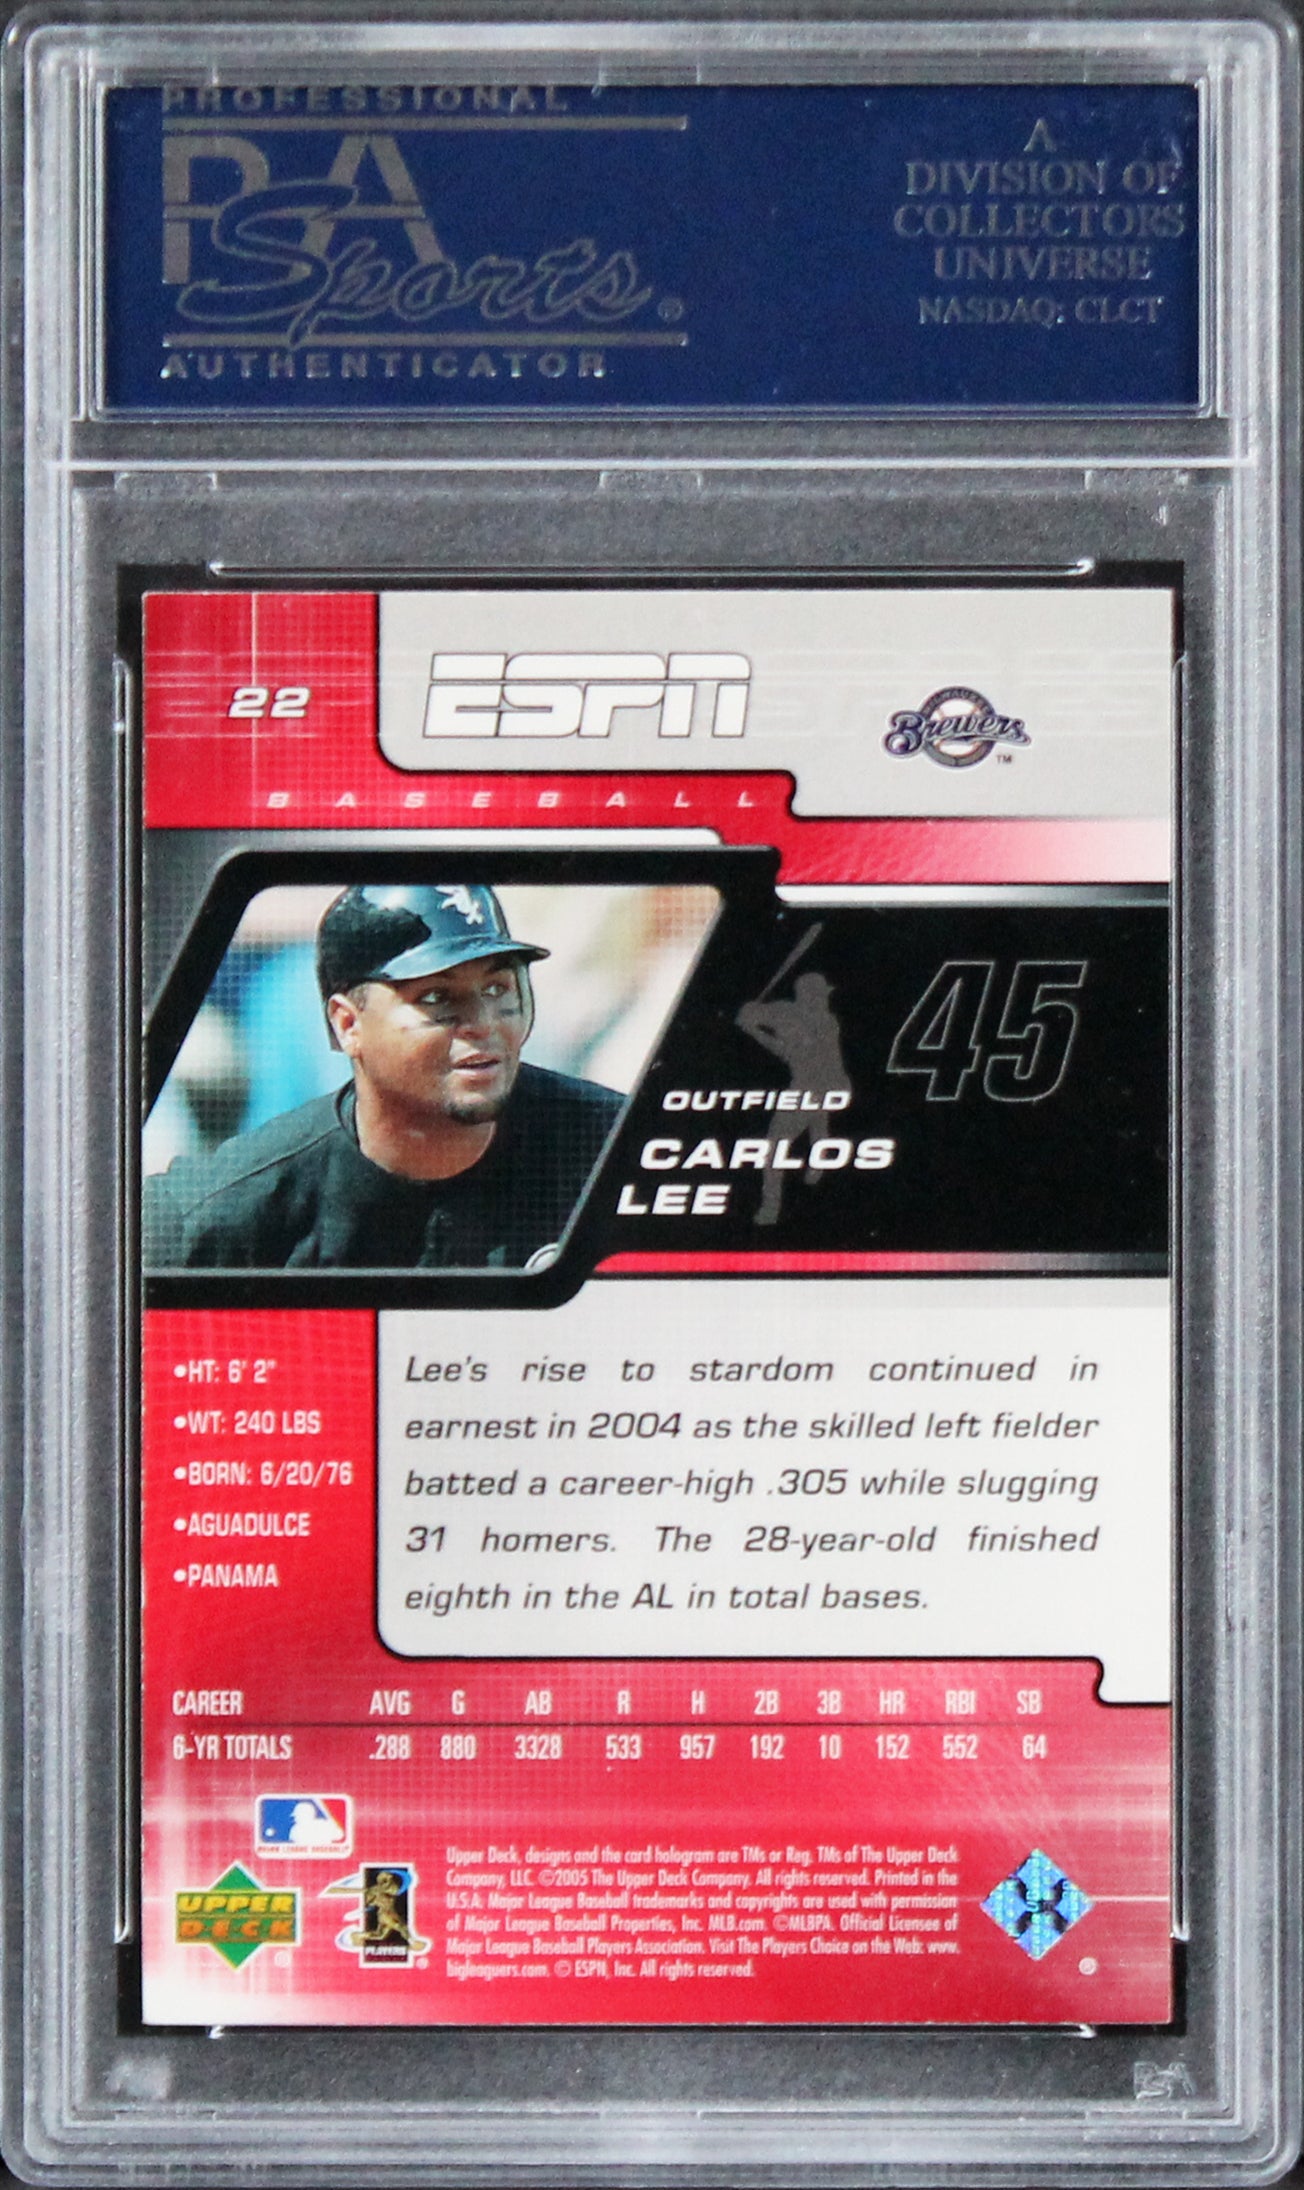 PROFESSIONAL
PSA
Sports®
AUTHENTICATOR
A
DIVISION OF
COLLECTORS
UNIVERSE
NASDAQ: CLCT
22
ESPN
BASEBALL
MILWAUKEE
Brewers
TM
45
OUTFIELD
CARLOS
LEE
•HT: 6' 2"
•WT: 240 LBS
•BORN: 6/20/76
•AGUADULCE
•PANAMA
Lee's rise to stardom continued in
earnest in 2004 as the skilled left fielder
batted a career-high .305 while slugging
31 homers. The 28-year-old finished
eighth in the AL in total bases.
CAREER AVG G AB R H 2B 3B HR RBI SB
6-YR TOTALS .288 880 3328 533 957 192 10 152 552 64
MAJOR LEAGUE BASEBALL
UPPER
DECK
®
PLAYERS
®
Upper Deck, designs and the card hologram are TMs or Reg. TMs of The Upper Deck
Company, LLC. ©2005 The Upper Deck Company. All rights reserved. Printed in the
U.S.A. Major League Baseball trademarks and copyrights are used with permission
of Major League Baseball Properties, Inc. MLB.com. ©MLBPA. Official Licensee of
Major League Baseball Players Association. Visit The Players Choice on the Web: www.
bigleaguers.com. © ESPN, Inc. All rights reserved.
®
PSA